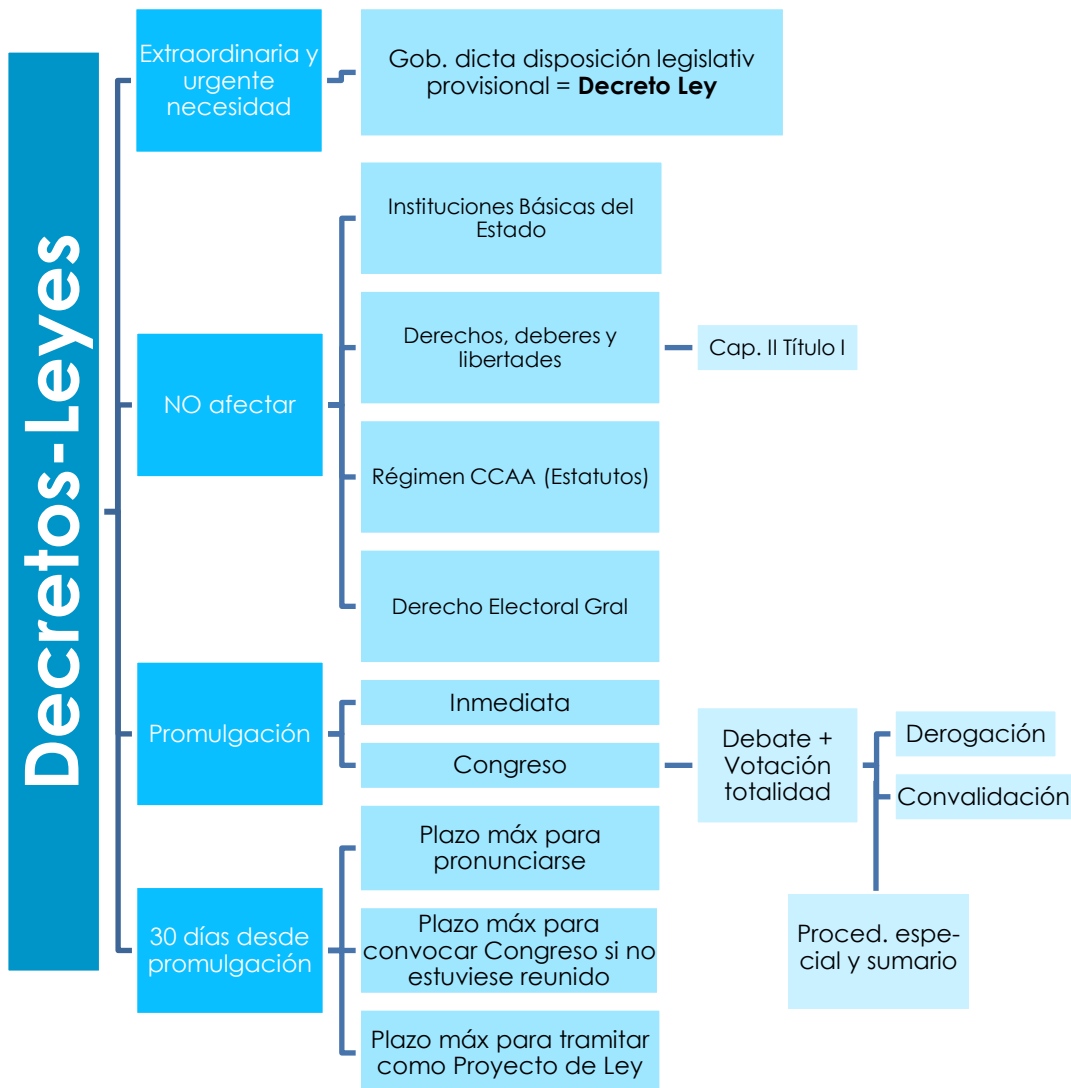 Decretos-Leyes
Extraordinaria y
urgente
necesidad
Gob. dicta disposición legislativ
provisional = Decreto Ley
NO afectar
Instituciones Básicas del
Estado
Derechos, deberes y
libertades
Cap. II Título I
Régimen CCAA (Estatutos)
Derecho Electoral Gral
Promulgación
Inmediata
Congreso
Debate +
Votación
totalidad
Derogación
Convalidación
Proced. espe-
cial y sumario
30 días desde
promulgación
Plazo máx para
pronunciarse
Plazo máx para
convocar Congreso si no
estuviese reunido
Plazo máx para tramitar
como Proyecto de Ley